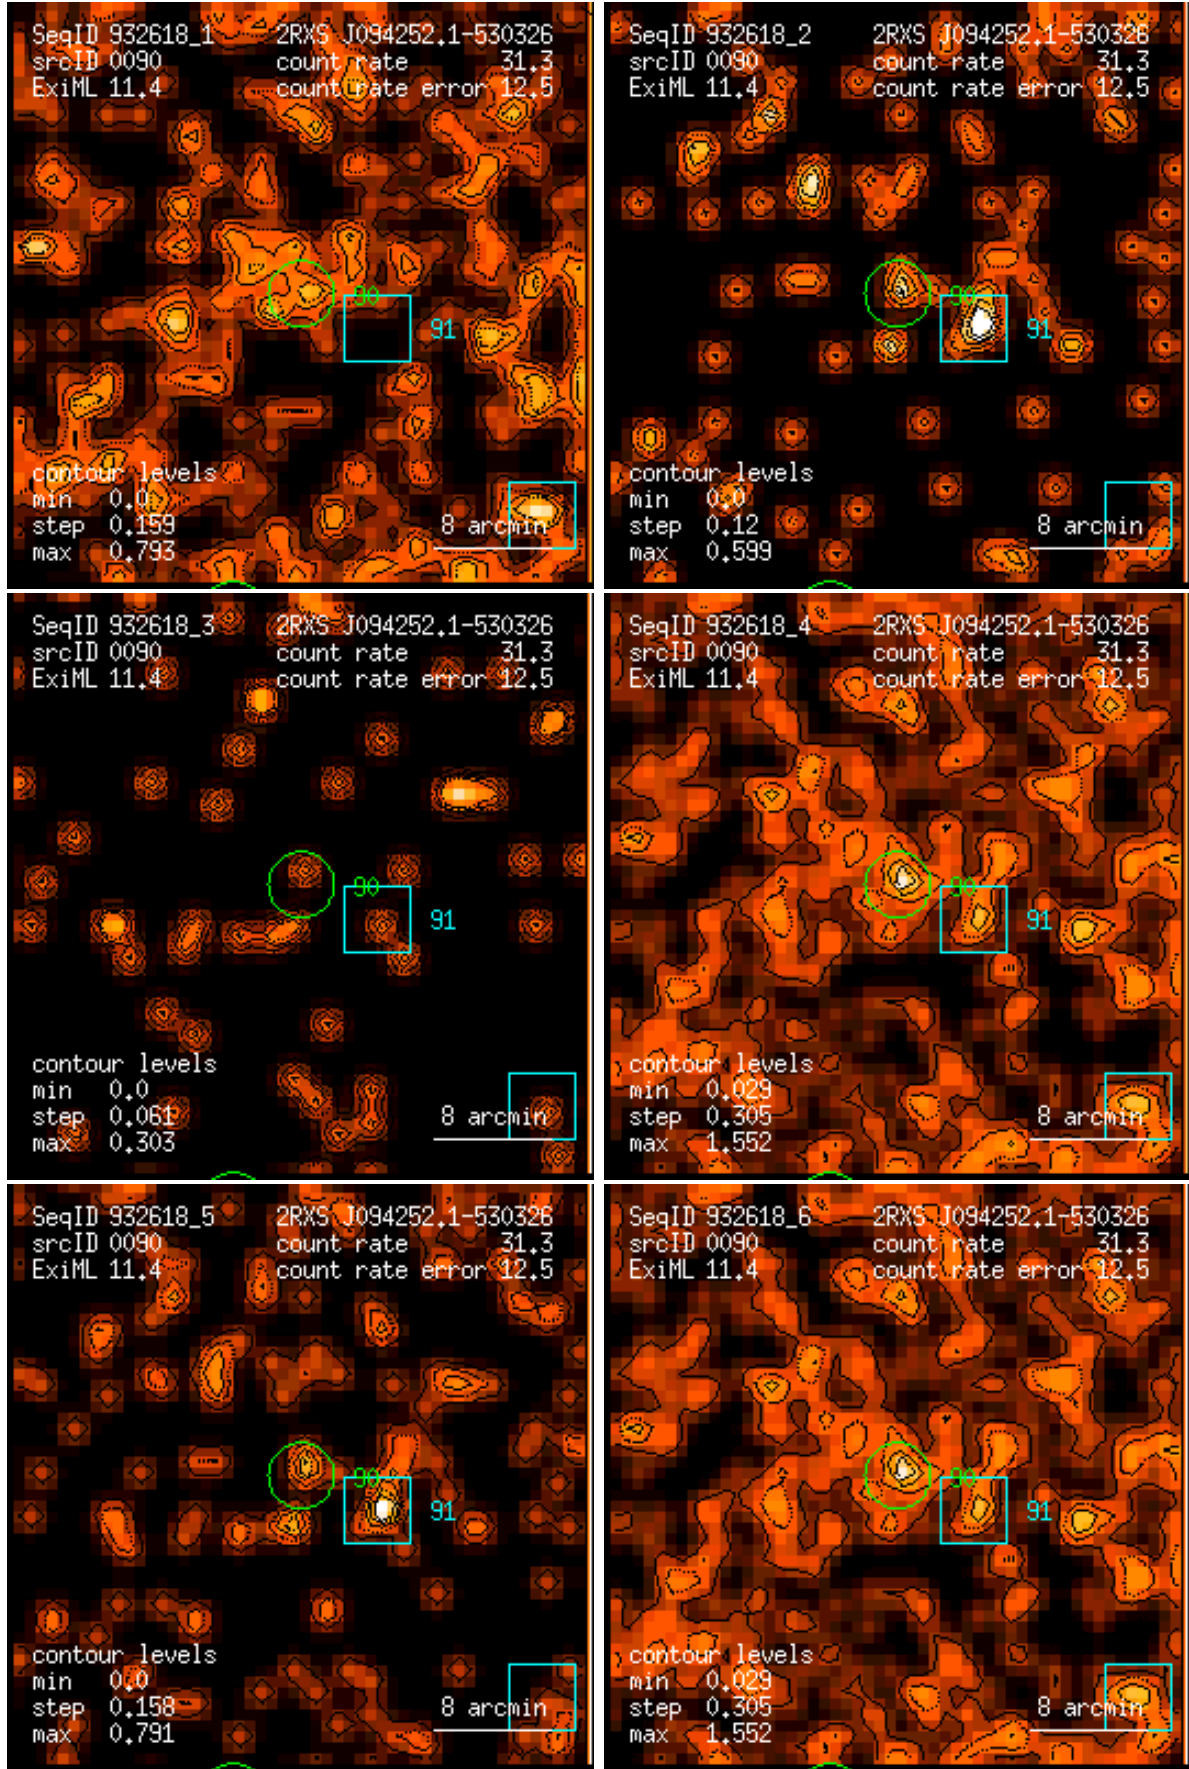 SeqID 932618_1 2RXS J094252.1-530326
srcID 0090 count rate 31.3
ExiML 11.4 count rate error 12.5
90
91
contour levels
min 0.0
step 0.159 8 arcmin
max 0.793
SeqID 932618_2 2RXS J094252.1-530326
srcID 0090 count rate 31.3
ExiML 11.4 count rate error 12.5
90
91
contour levels
min 0.0
step 0.12 8 arcmin
max 0.599
SeqID 932618_3 2RXS J094252.1-530326
srcID 0090 count rate 31.3
ExiML 11.4 count rate error 12.5
90
91
contour levels
min 0.0
step 0.061 8 arcmin
max 0.303
SeqID 932618_4 2RXS J094252.1-530326
srcID 0090 count rate 31.3
ExiML 11.4 count rate error 12.5
90
91
contour levels
min 0.029
step 0.305 8 arcmin
max 1.552
SeqID 932618_5 2RXS J094252.1-530326
srcID 0090 count rate 31.3
ExiML 11.4 count rate error 12.5
90
91
contour levels
min 0.0
step 0.158 8 arcmin
max 0.791
SeqID 932618_6 2RXS J094252.1-530326
srcID 0090 count rate 31.3
ExiML 11.4 count rate error 12.5
90
91
contour levels
min 0.029
step 0.305 8 arcmin
max 1.552